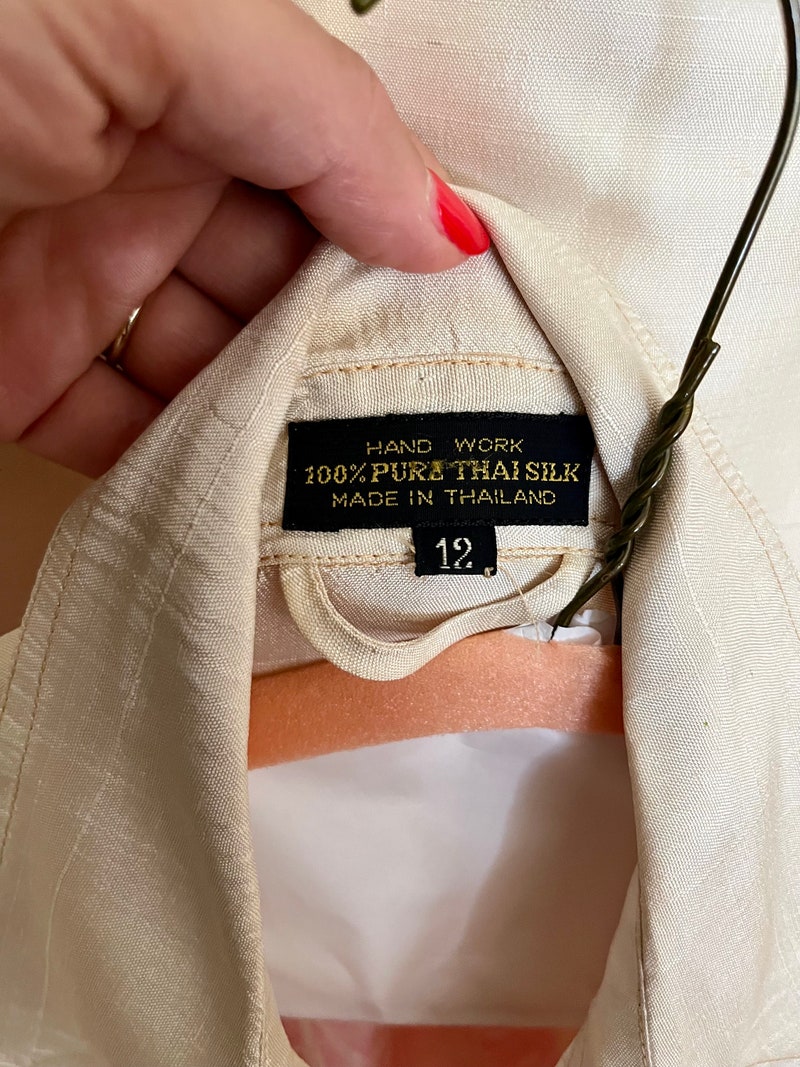 HAND WORK
100% PURE THAI SILK
MADE IN THAILAND
12